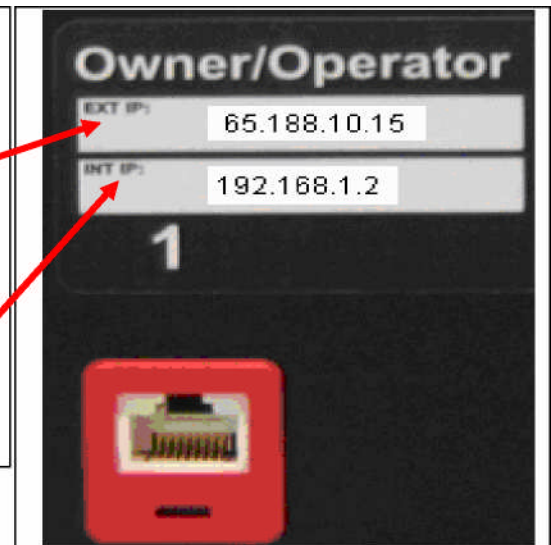 Owner/Operator
EXT IP:
65.188.10.15
INT IP:
192.168.1.2
1